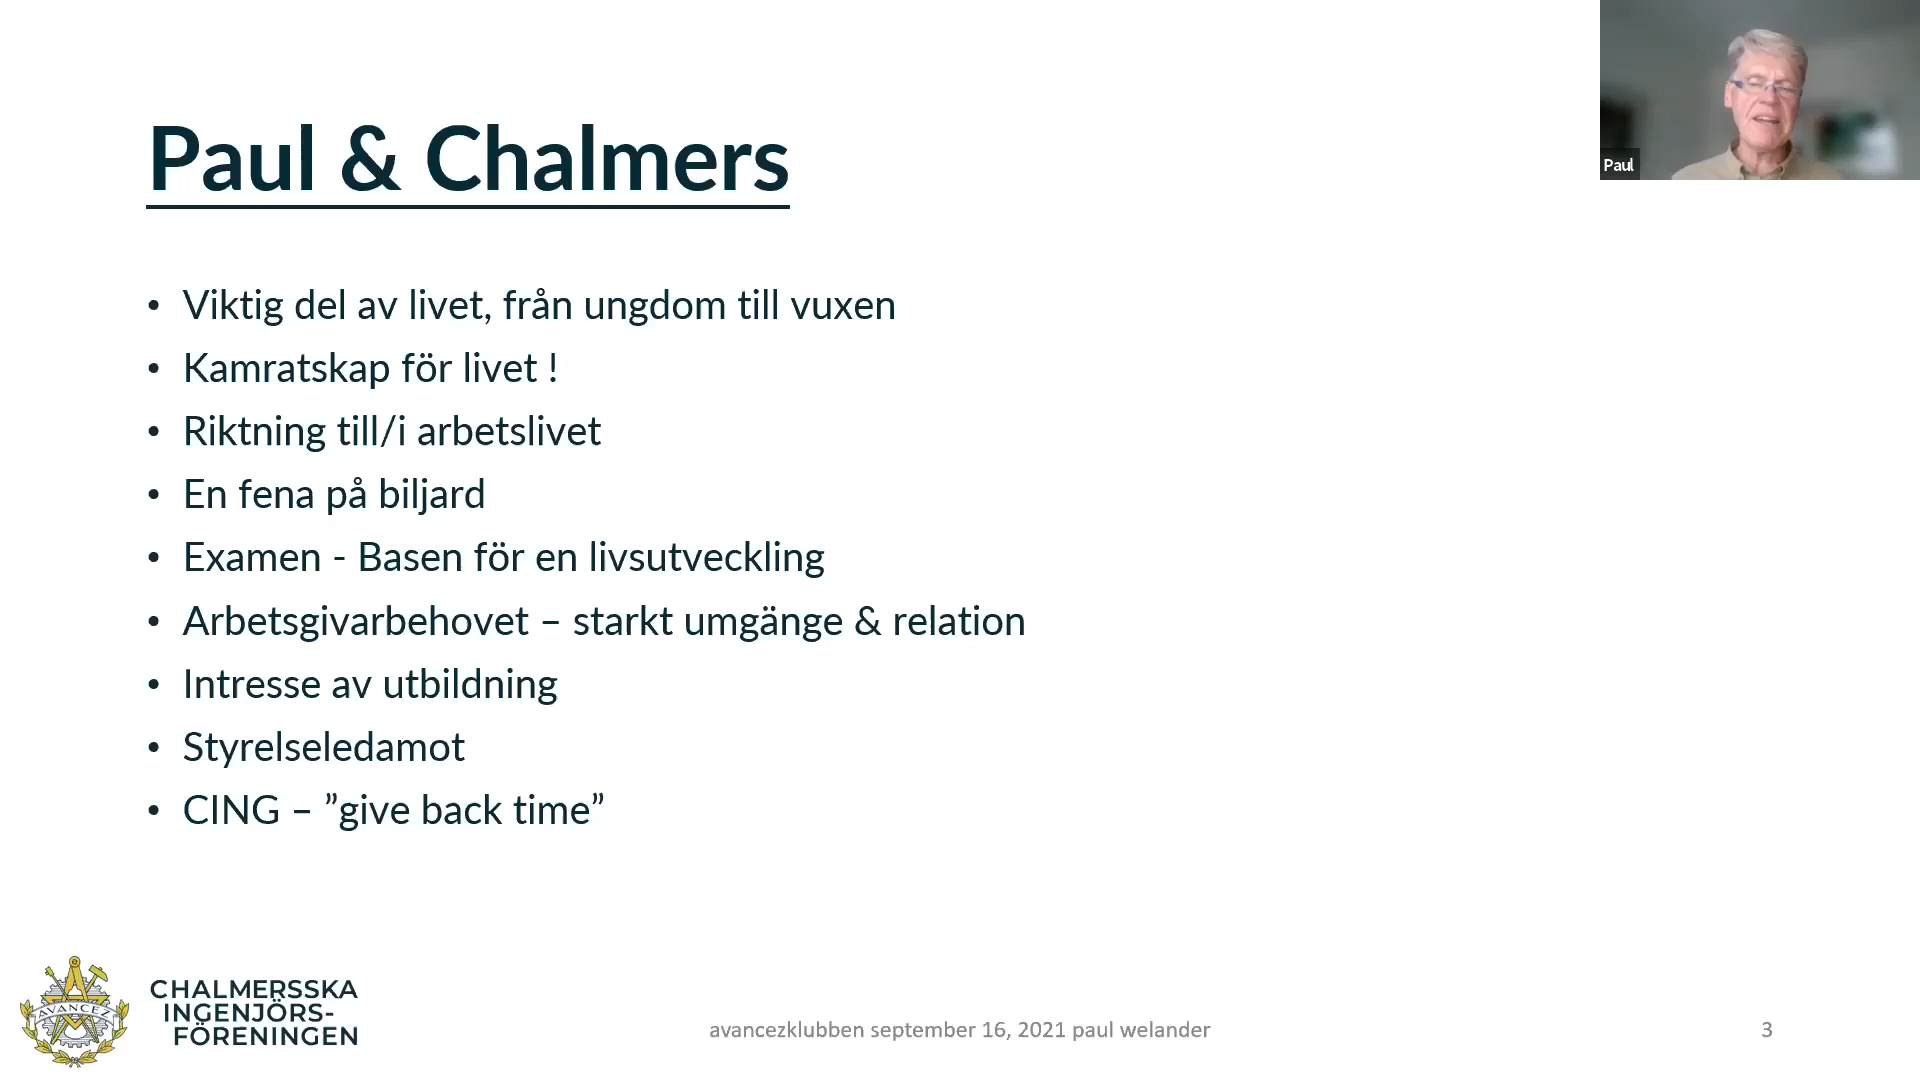 Paul & Chalmers
Paul
• Viktig del av livet, från ungdom till vuxen
• Kamratskap för livet !
• Riktning till/i arbetslivet
• En fena på biljard
• Examen - Basen för en livsutveckling
• Arbetsgivarbehovet – starkt umgänge & relation
• Intresse av utbildning
• Styrelseledamot
• CING – ”give back time”
AVANCEZ
CHALMERSSKA
INGENJÖRS-
FÖRENINGEN
avancezklubben september 16, 2021 paul welander
3